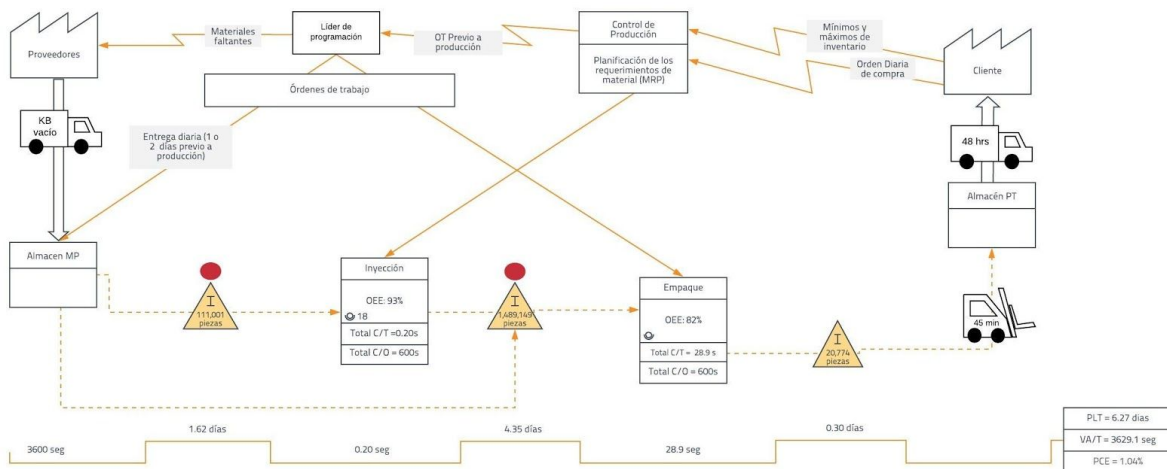 Proveedores
KB
vacío
Materiales
faltantes
Líder de
programación
Órdenes de trabajo
OT Previo a
producción
Control de
Producción
Planificación de los
requerimientos de
material (MRP)
Mínimos y
máximos de
inventario
Orden Diaria
de compra
Cliente
48 hrs
Almacén PT
Entrega diaria (1 o
2 días previo a
producción)
Almacen MP
I
111,001
piezas
Inyección
OEE: 93%
18
Total C/T =0.20s
Total C/O = 600s
I
1,489,149
piezas
Empaque
OEE: 82%
Total C/T = 28.9 s
Total C/O = 600s
I
20,774
piezas
45 min
3600 seg
1.62 días
0.20 seg
4.35 días
28.9 seg
0.30 días
PLT = 6.27 dias
VA/T = 3629.1 seg
PCE = 1.04%